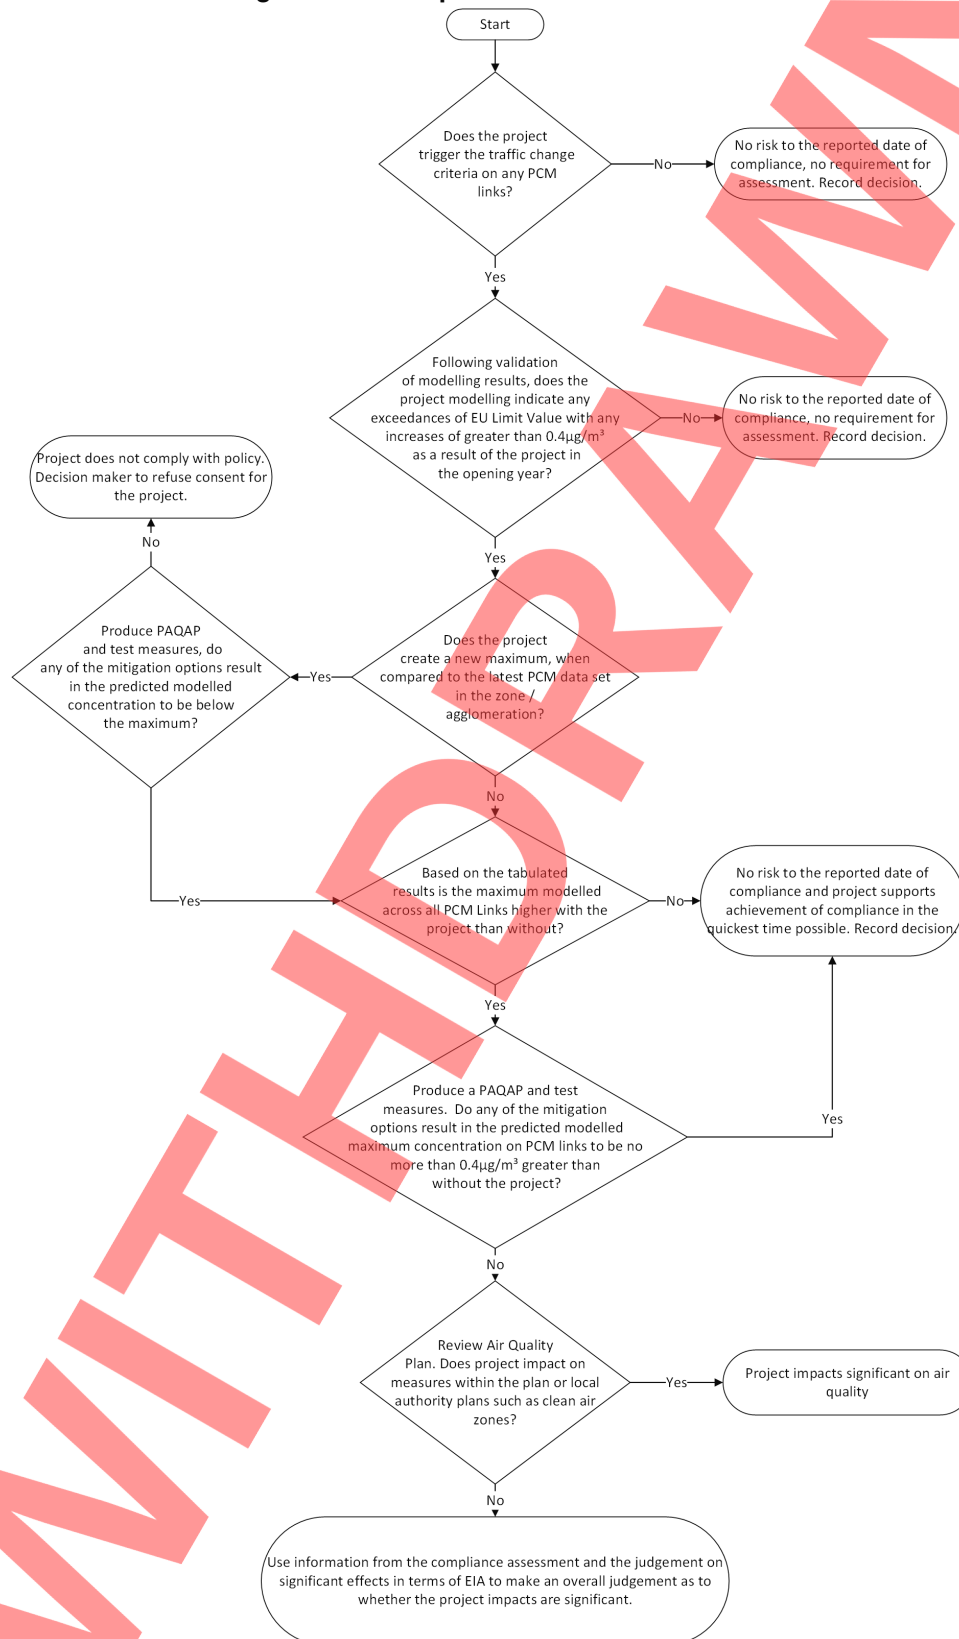 Start
Does the project
trigger the traffic change
criteria on any PCM
links?
No
No risk to the reported date of
compliance, no requirement for
assessment. Record decision.
Yes
Following validation
of modelling results, does the
project modelling indicate any
exceedances of EU Limit Value with any
increases of greater than 0.4µg/m³
as a result of the project in
the opening year?
No
No risk to the reported date of
compliance, no requirement for
assessment. Record decision.
Yes
Project does not comply with policy.
Decision maker to refuse consent for
the project.
No
Produce PAQAP
and test measures, do
any of the mitigation options result
in the predicted modelled
concentration to be below
the maximum?
Yes
Does the project
create a new maximum, when
compared to the latest PCM data set
in the zone /
agglomeration?
No
Yes
Based on the tabulated
results is the maximum modelled
across all PCM Links higher with the
project than without?
No
No risk to the reported date of
compliance and project supports
achievement of compliance in the
quickest time possible. Record decision.
Yes
Produce a PAQAP and test
measures. Do any of the mitigation
options result in the predicted modelled
maximum concentration on PCM links to be no
more than 0.4µg/m³ greater than
without the project?
Yes
No
Review Air Quality
Plan. Does project impact on
measures within the plan or local
authority plans such as clean air
zones?
Yes
Project impacts significant on air
quality
No
Use information from the compliance assessment and the judgement on
significant effects in terms of EIA to make an overall judgement as to
whether the project impacts are significant.
WITHDRAWN